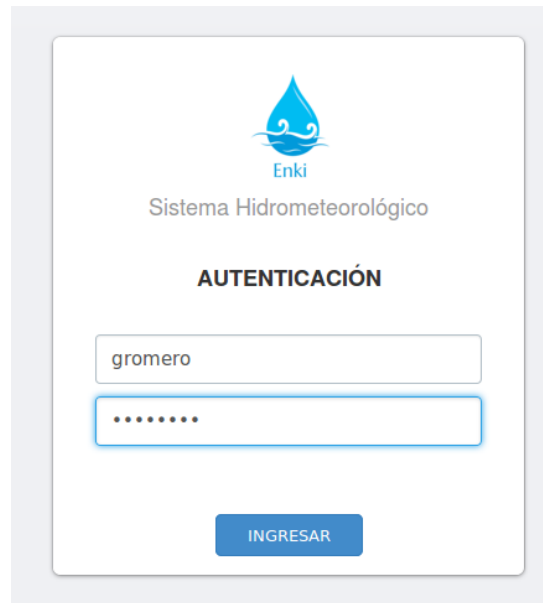 Enki
Sistema Hidrometeorológico
AUTENTICACIÓN
gromero
••••••••
INGRESAR